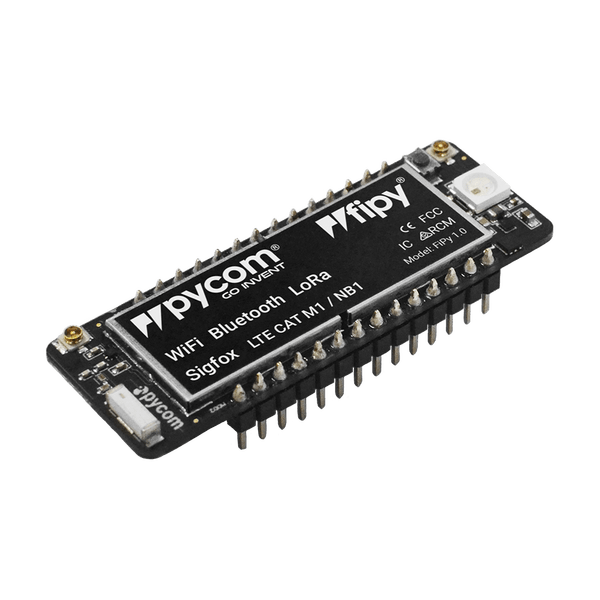 pycom®
GO INVENT
WiFi Bluetooth LoRa
Sigfox LTE CAT M1 / NB1
fipy®
CE FCC
IC RCM
Model: FiPy 1.0
pycom